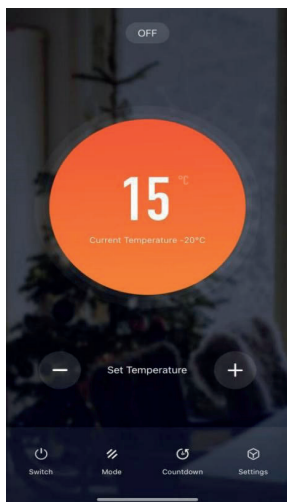 OFF
15 °C
Current Temperature -20°C
Set Temperature
Switch Mode Countdown Settings